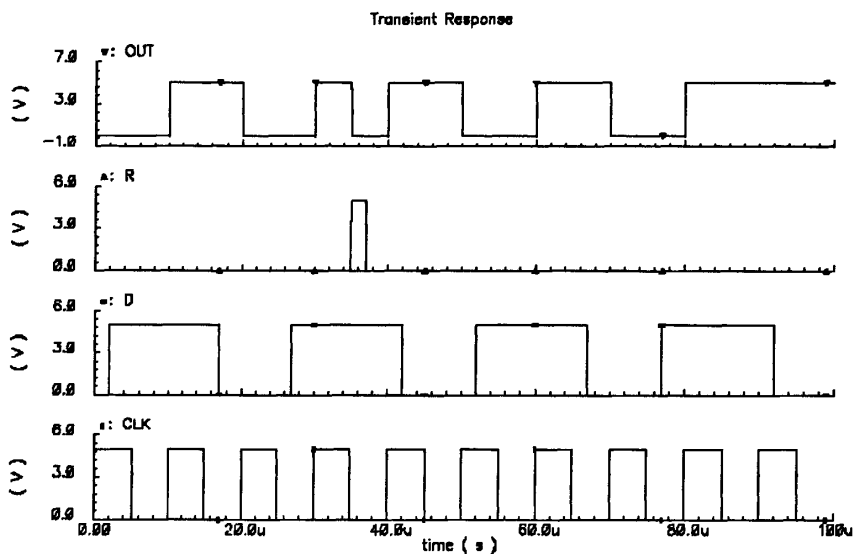 Transient Response
▼: OUT
7.0
3.0
-1.0
(V)
▲: R
6.0
3.0
0.0
(V)
=: D
6.0
3.0
0.0
(V)
: CLK
6.0
3.0
0.0
(V)
0.00 20.0u 40.0u 60.0u 80.0u 100u
time ( s )